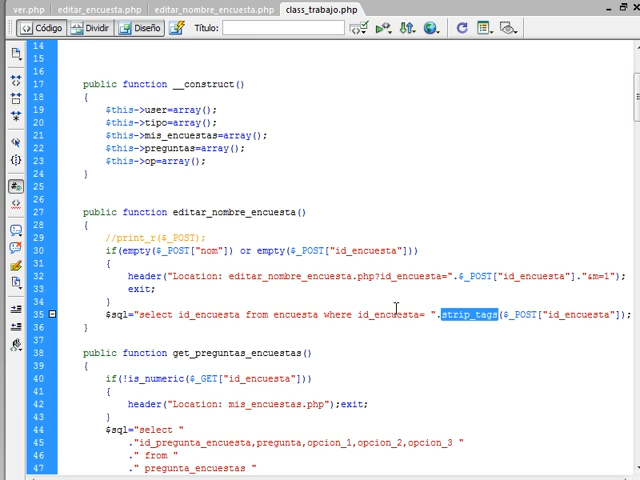 ver.php editar_encuesta.php editar_nombre_encuesta.php class_trabajo.php
Código Dividir Diseño Título:
14
15
16
17 public function __construct()
18 {
19 $this->user=array();
20 $this->tipo=array();
21 $this->mis_encuestas=array();
22 $this->preguntas=array();
23 $this->op=array();
24 }
25
26
27 public function editar_nombre_encuesta()
28 {
29 //print_r($_POST);
30 if(empty($_POST["nom"]) or empty($_POST["id_encuesta"]))
31 {
32 header("Location: editar_nombre_encuesta.php?id_encuesta=".$_POST["id_encuesta"]."&m=1");
33 exit;
34 }
35 $sql="select id_encuesta from encuesta where id_encuesta= ".strip_tags($_POST["id_encuesta"]);
36 }
37
38 public function get_preguntas_encuestas()
39 {
40 if(!is_numeric($_GET["id_encuesta"]))
41 {
42 header("Location: mis_encuestas.php");exit;
43 }
44 $sql="select "
45 ."id_pregunta_encuesta,pregunta,opcion_1,opcion_2,opcion_3 "
46 ." from "
47 ." pregunta_encuestas "